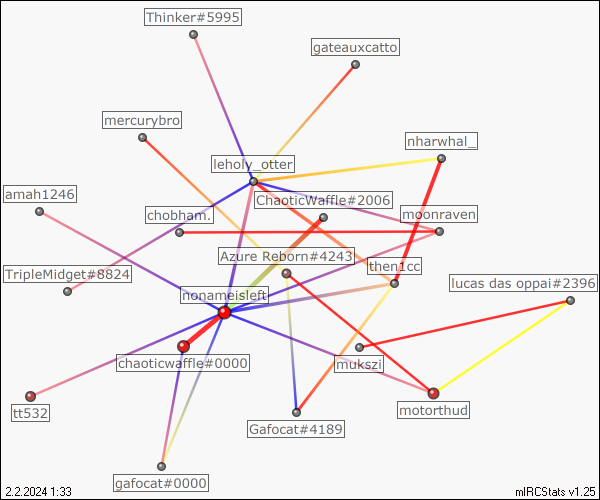 Thinker#5995
gateauxcatto
mercurybro
nharwhal_
leholy_otter
amah1246
ChaoticWaffle#2006
chobham.
moonraven
Azure Reborn#4243
then1cc
TripleMidget#8824
lucas das oppai#2396
nonameisleft
chaoticwaffle#0000
mukszi
tt532
motorthud
Gafocat#4189
gafocat#0000
2.2.2024 1:33
mIRCStats v1.25